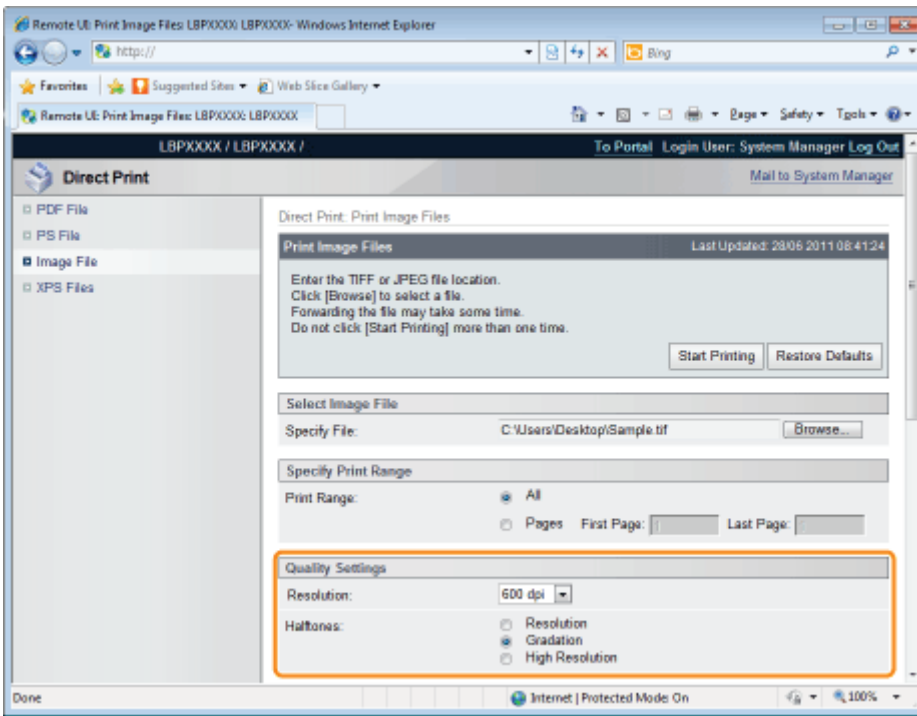 Remote UI: Print Image Files: LBPXXXX: LBPXXXX- Windows Internet Explorer
http://
Bing
Favorites Suggested Sites Web Slice Gallery
Remote UI: Print Image Files: LBPXXXX: LBPXXXX
Page Safety Tools
LBPXXXX / LBPXXXX /
To Portal Login User: System Manager Log Out
Direct Print
Mail to System Manager
PDF File
PS File
Image File
XPS Files
Direct Print: Print Image Files
Print Image Files Last Updated: 28/06 2011 08:41:24
Enter the TIFF or JPEG file location.
Click [Browse] to select a file.
Forwarding the file may take some time.
Do not click [Start Printing] more than one time.
Start Printing Restore Defaults
Select Image File
Specify File: C:\Users\Desktop\Sample.tif Browse...
Specify Print Range
Print Range: All
Pages First Page: Last Page:
Quality Settings
Resolution: 600 dpi
Halftones: Resolution
Gradation
High Resolution
Done Internet | Protected Mode: On 100%